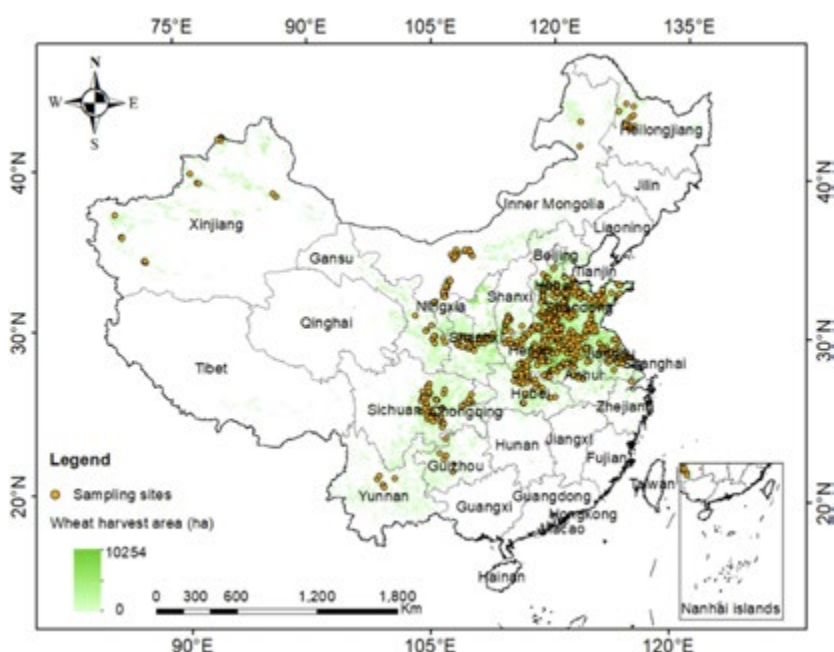 75°E 90°E 105°E 120°E 135°E
N
W E
S
40°N 40°N
30°N 30°N
20°N 20°N
Heilongjiang
Jilin
Inner Mongolia
Liaoning
Xinjiang
Beijing
Gansu
Tianjin
Shanxi
Ningxia
Qinghai
Tibet
Shanghai
Anhui
Sichuan
Chongqing
Hubei
Zhejiang
Hunan
Jiangxi
Guizhou
Fujian
Yunnan
Taiwan
Guangxi
Guangdong
Hongkong
Macao
Hainan
Legend
Sampling sites
Wheat harvest area (ha)
10254
0
0 300 600 1,200 1,800
Km
Nanhai islands
90°E 105°E 120°E